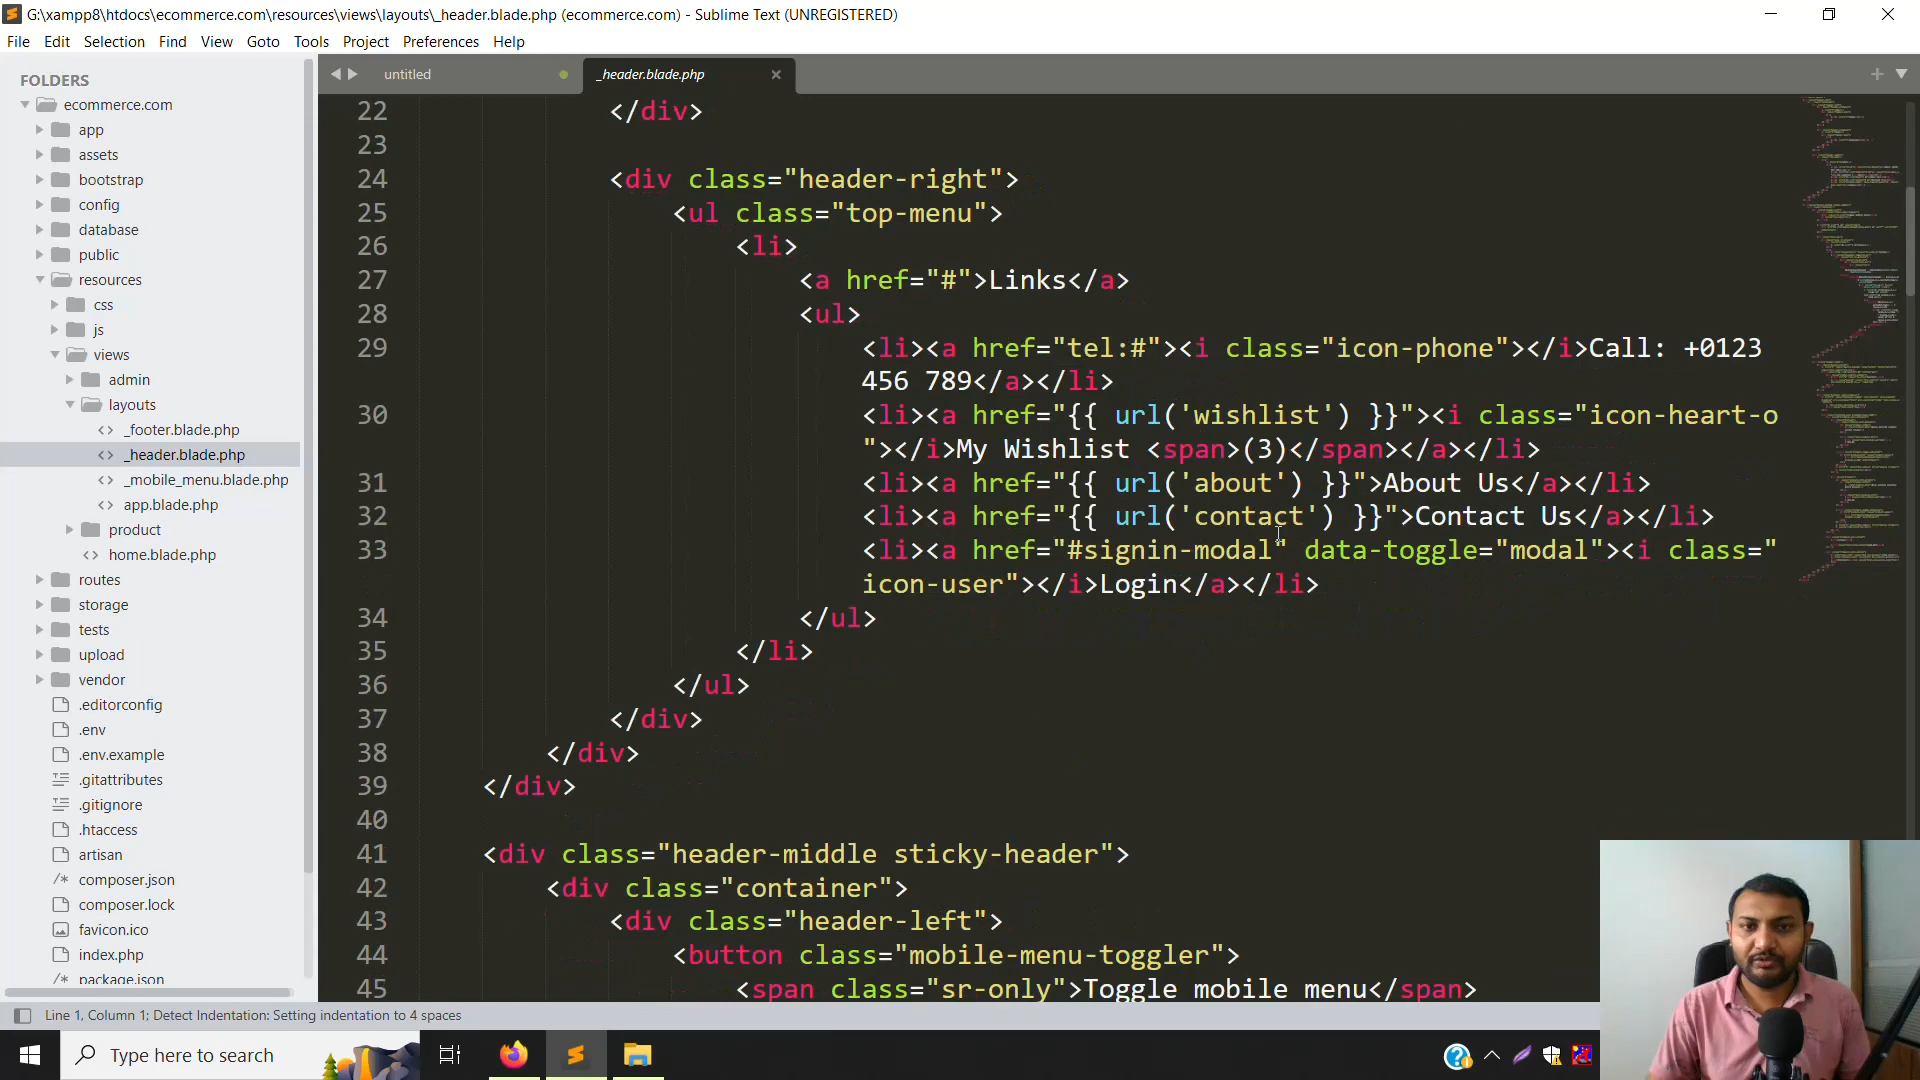 G:\xampp8\htdocs\ecommerce.com\resources\views\layouts\_header.blade.php (ecommerce.com) - Sublime Text (UNREGISTERED)
File Edit Selection Find View Goto Tools Project Preferences Help
FOLDERS
ecommerce.com
app
assets
bootstrap
config
database
public
resources
css
js
views
admin
layouts
_footer.blade.php
_header.blade.php
_mobile_menu.blade.php
app.blade.php
product
home.blade.php
routes
storage
tests
upload
vendor
.editorconfig
.env
.env.example
.gitattributes
.gitignore
.htaccess
artisan
composer.json
composer.lock
favicon.ico
index.php
package.json
untitled
_header.blade.php
22 </div>
23
24 <div class="header-right">
25 <ul class="top-menu">
26 <li>
27 <a href="#">Links</a>
28 <ul>
29 <li><a href="tel:#"><i class="icon-phone"></i>Call: +0123
456 789</a></li>
30 <li><a href="{{ url('wishlist') }}"><i class="icon-heart-o
"></i>My Wishlist <span>(3)</span></a></li>
31 <li><a href="{{ url('about') }}">About Us</a></li>
32 <li><a href="{{ url('contact') }}">Contact Us</a></li>
33 <li><a href="#signin-modal" data-toggle="modal"><i class="
icon-user"></i>Login</a></li>
34 </ul>
35 </li>
36 </ul>
37 </div>
38 </div>
39 </div>
40
41 <div class="header-middle sticky-header">
42 <div class="container">
43 <div class="header-left">
44 <button class="mobile-menu-toggler">
45 <span class="sr-only">Toggle mobile menu</span>
Line 1, Column 1; Detect Indentation: Setting indentation to 4 spaces
Type here to search